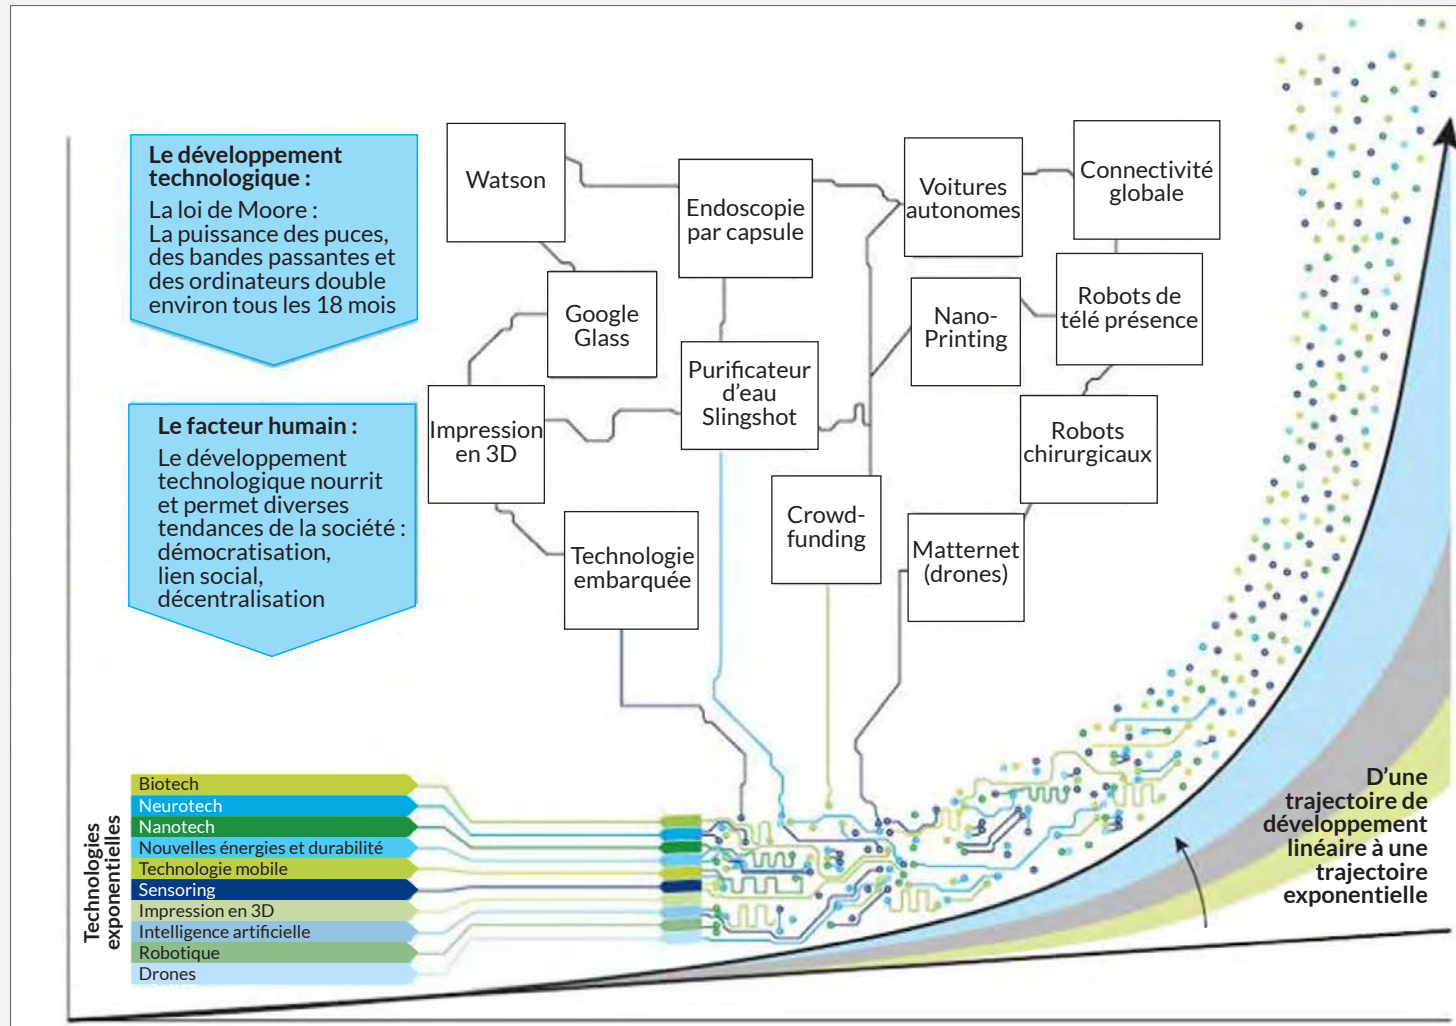 Le développement
technologique :
La loi de Moore :
La puissance des puces,
des bandes passantes et
des ordinateurs double
environ tous les 18 mois
Le facteur humain :
Le développement
technologique nourrit
et permet diverses
tendances de la société :
démocratisation,
lien social,
décentralisation
Watson
Endoscopie
par capsule
Voitures
autonomes
Connectivité
globale
Google
Glass
Nano-
Printing
Robots de
télé présence
Purificateur
d'eau
Slingshot
Impression
en 3D
Robots
chirurgicaux
Crowd-
funding
Technologie
embarquée
Matternet
(drones)
Technologies
exponentielles
Biotech
Neurotech
Nanotech
Nouvelles énergies et durabilité
Technologie mobile
Sensoring
Impression en 3D
Intelligence artificielle
Robotique
Drones
D'une
trajectoire de
développement
linéaire à une
trajectoire
exponentielle